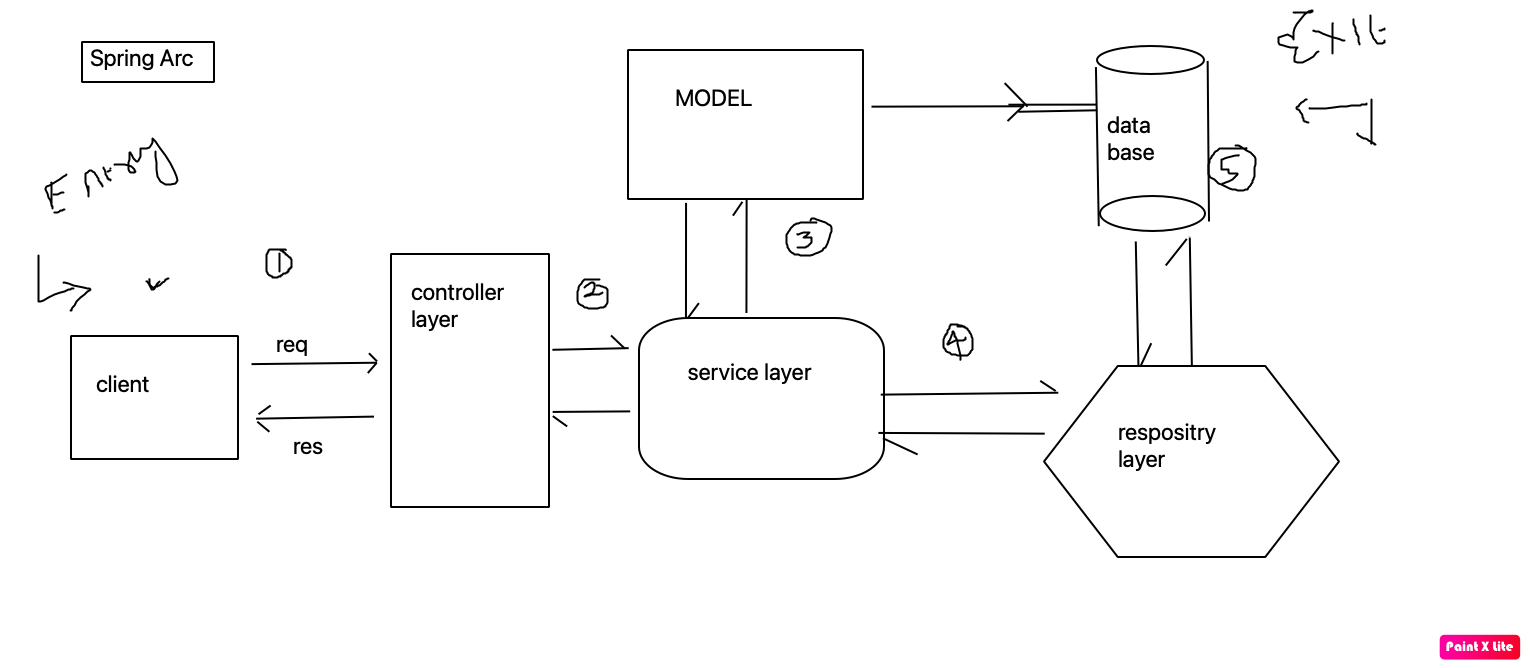 Spring Arc
Exit
MODEL
data
base
Entry
5
3
1
controller
layer
2
req
4
client
service layer
res
respositry
layer
Paint X Lite